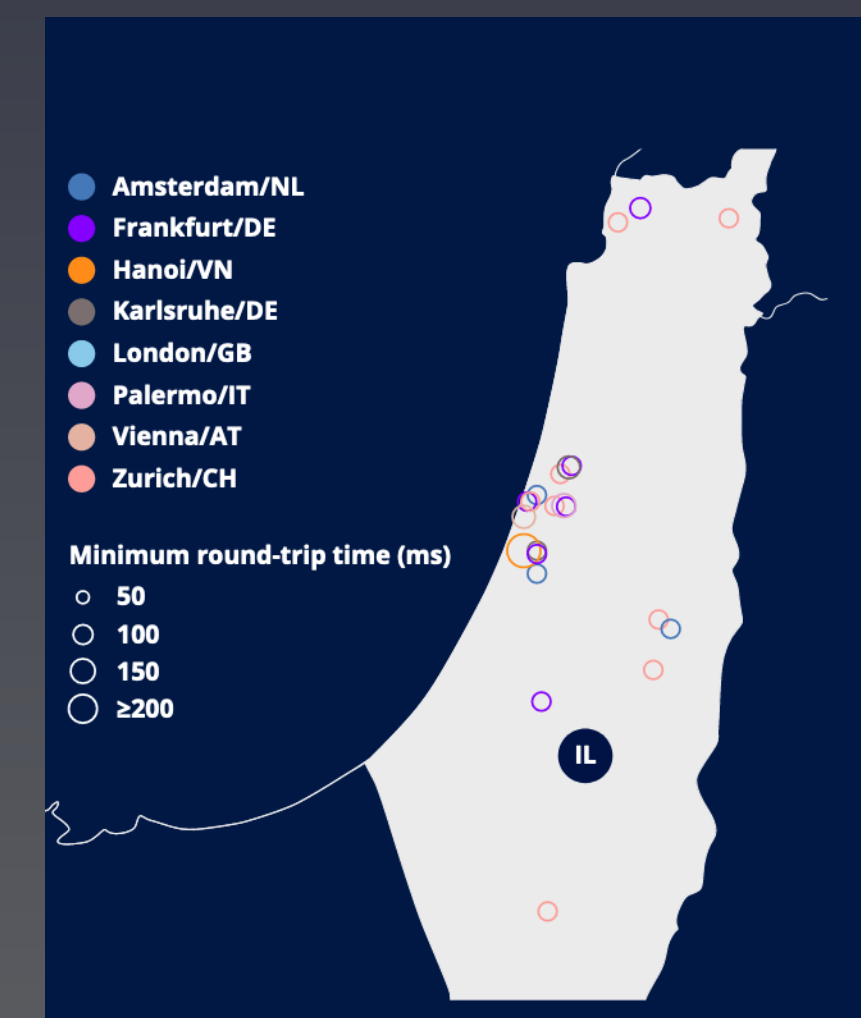 Amsterdam/NL
Frankfurt/DE
Hanoi/VN
Karlsruhe/DE
London/GB
Palermo/IT
Vienna/AT
Zurich/CH
Minimum round-trip time (ms)
50
100
150
≥200
IL